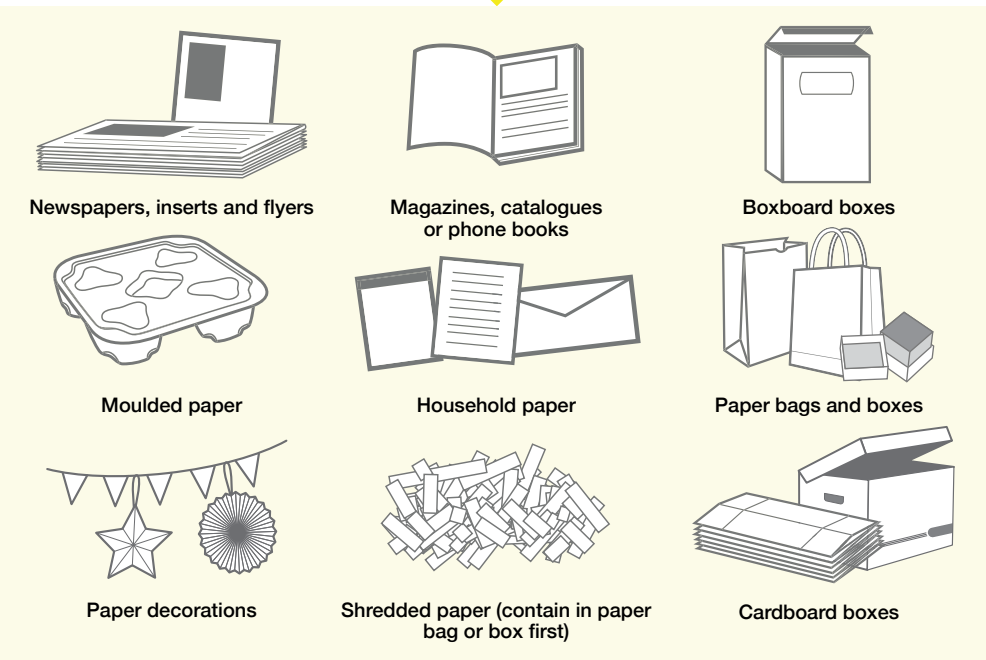 Newspapers, inserts and flyers
Magazines, catalogues
or phone books
Boxboard boxes
Moulded paper
Household paper
Paper bags and boxes
Paper decorations
Shredded paper (contain in paper
bag or box first)
Cardboard boxes